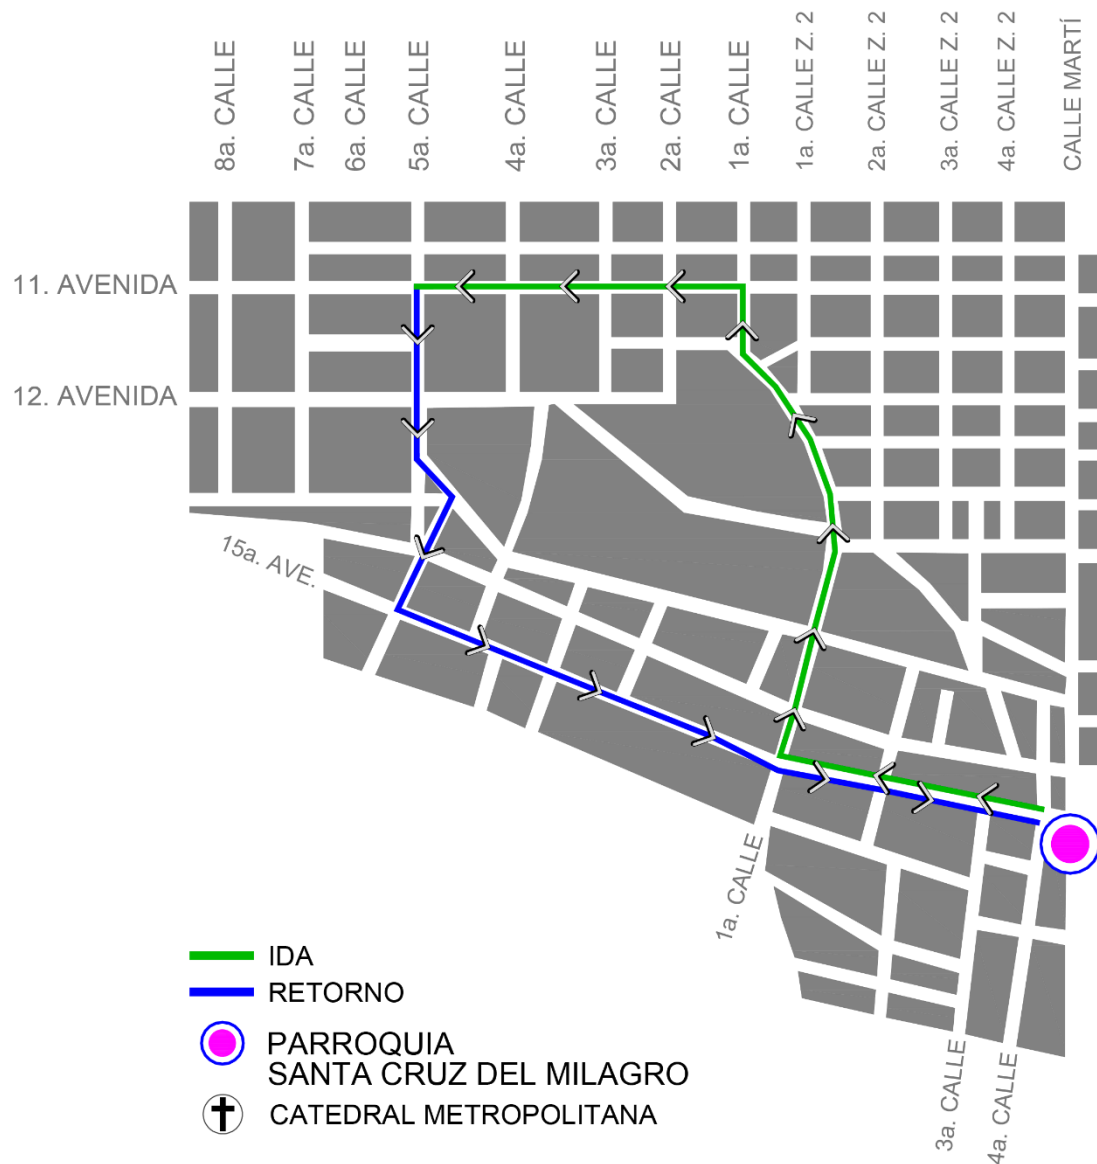 8a. CALLE
7a. CALLE
6a. CALLE
5a. CALLE
4a. CALLE
3a. CALLE
2a. CALLE
1a. CALLE
1a. CALLE Z. 2
2a. CALLE Z. 2
3a. CALLE Z. 2
4a. CALLE Z. 2
CALLE MARTÍ
11. AVENIDA
12. AVENIDA
15a. AVE.
1a. CALLE
3a. CALLE
4a. CALLE
IDA
RETORNO
PARROQUIA
SANTA CRUZ DEL MILAGRO
CATEDRAL METROPOLITANA